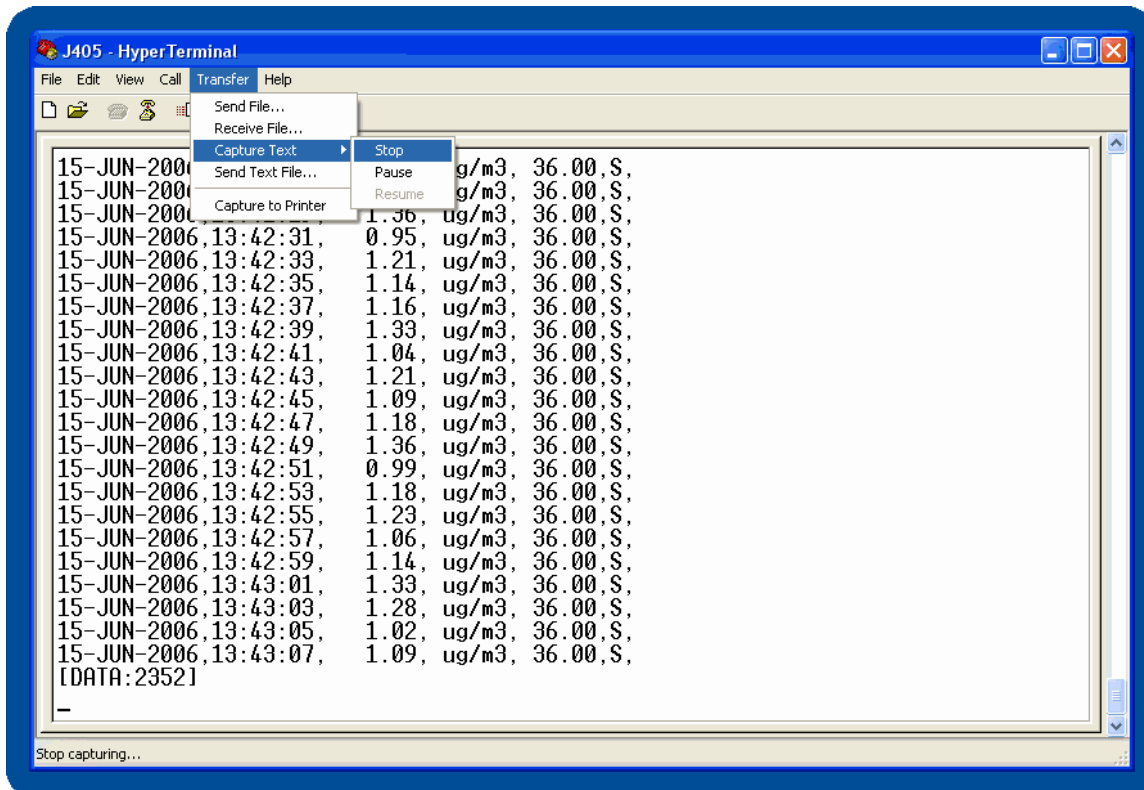 J405 - HyperTerminal
File Edit View Call Transfer Help
Send File...
Receive File...
Capture Text
Send Text File...
Capture to Printer
Stop
Pause
Resume
15-JUN-200 g/m3, 36.00,S,
15-JUN-200 g/m3, 36.00,S,
15-JUN-200 1.36, ug/m3, 36.00,S,
15-JUN-2006,13:42:31, 0.95, ug/m3, 36.00,S,
15-JUN-2006,13:42:33, 1.21, ug/m3, 36.00,S,
15-JUN-2006,13:42:35, 1.14, ug/m3, 36.00,S,
15-JUN-2006,13:42:37, 1.16, ug/m3, 36.00,S,
15-JUN-2006,13:42:39, 1.33, ug/m3, 36.00,S,
15-JUN-2006,13:42:41, 1.04, ug/m3, 36.00,S,
15-JUN-2006,13:42:43, 1.21, ug/m3, 36.00,S,
15-JUN-2006,13:42:45, 1.09, ug/m3, 36.00,S,
15-JUN-2006,13:42:47, 1.18, ug/m3, 36.00,S,
15-JUN-2006,13:42:49, 1.36, ug/m3, 36.00,S,
15-JUN-2006,13:42:51, 0.99, ug/m3, 36.00,S,
15-JUN-2006,13:42:53, 1.18, ug/m3, 36.00,S,
15-JUN-2006,13:42:55, 1.23, ug/m3, 36.00,S,
15-JUN-2006,13:42:57, 1.06, ug/m3, 36.00,S,
15-JUN-2006,13:42:59, 1.14, ug/m3, 36.00,S,
15-JUN-2006,13:43:01, 1.33, ug/m3, 36.00,S,
15-JUN-2006,13:43:03, 1.28, ug/m3, 36.00,S,
15-JUN-2006,13:43:05, 1.02, ug/m3, 36.00,S,
15-JUN-2006,13:43:07, 1.09, ug/m3, 36.00,S,
[DATA:2352]
Stop capturing...